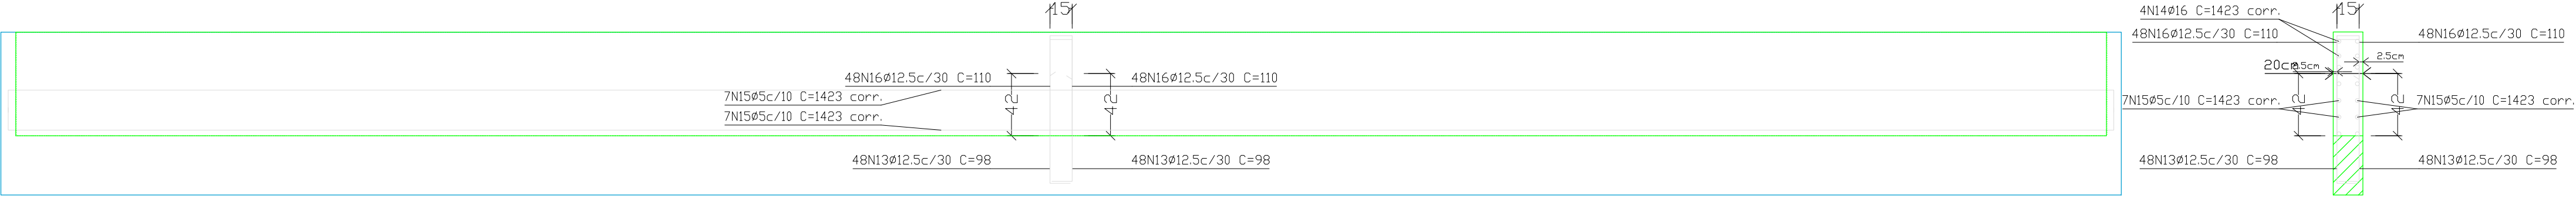 15
48N16Ø12.5c/30 C=110
48N16Ø12.5c/30 C=110
7N15Ø5c/10 C=1423 corr.
42
42
7N15Ø5c/10 C=1423 corr.
48N13Ø12.5c/30 C=98
48N13Ø12.5c/30 C=98
4N14Ø16 C=1423 corr.
15
48N16Ø12.5c/30 C=110
48N16Ø12.5c/30 C=110
2.5cm
20cm
2.5cm
7N15Ø5c/10 C=1423 corr.
42
42
7N15Ø5c/10 C=1423 corr.
48N13Ø12.5c/30 C=98
48N13Ø12.5c/30 C=98